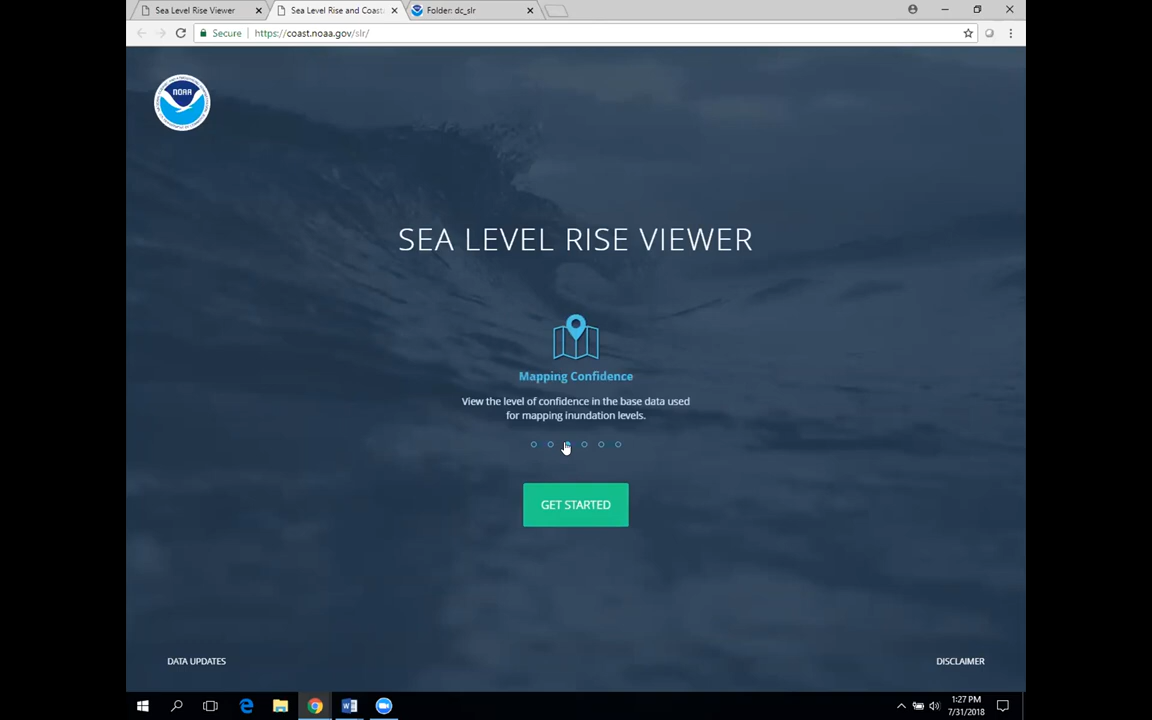 Sea Level Rise Viewer
Sea Level Rise and Coast
Folder: dc_slr
Secure
https://coast.noaa.gov/slr/
NOAA
SEA LEVEL RISE VIEWER
Mapping Confidence
View the level of confidence in the base data used
for mapping inundation levels.
GET STARTED
DATA UPDATES
DISCLAIMER
1:27 PM
7/31/2018